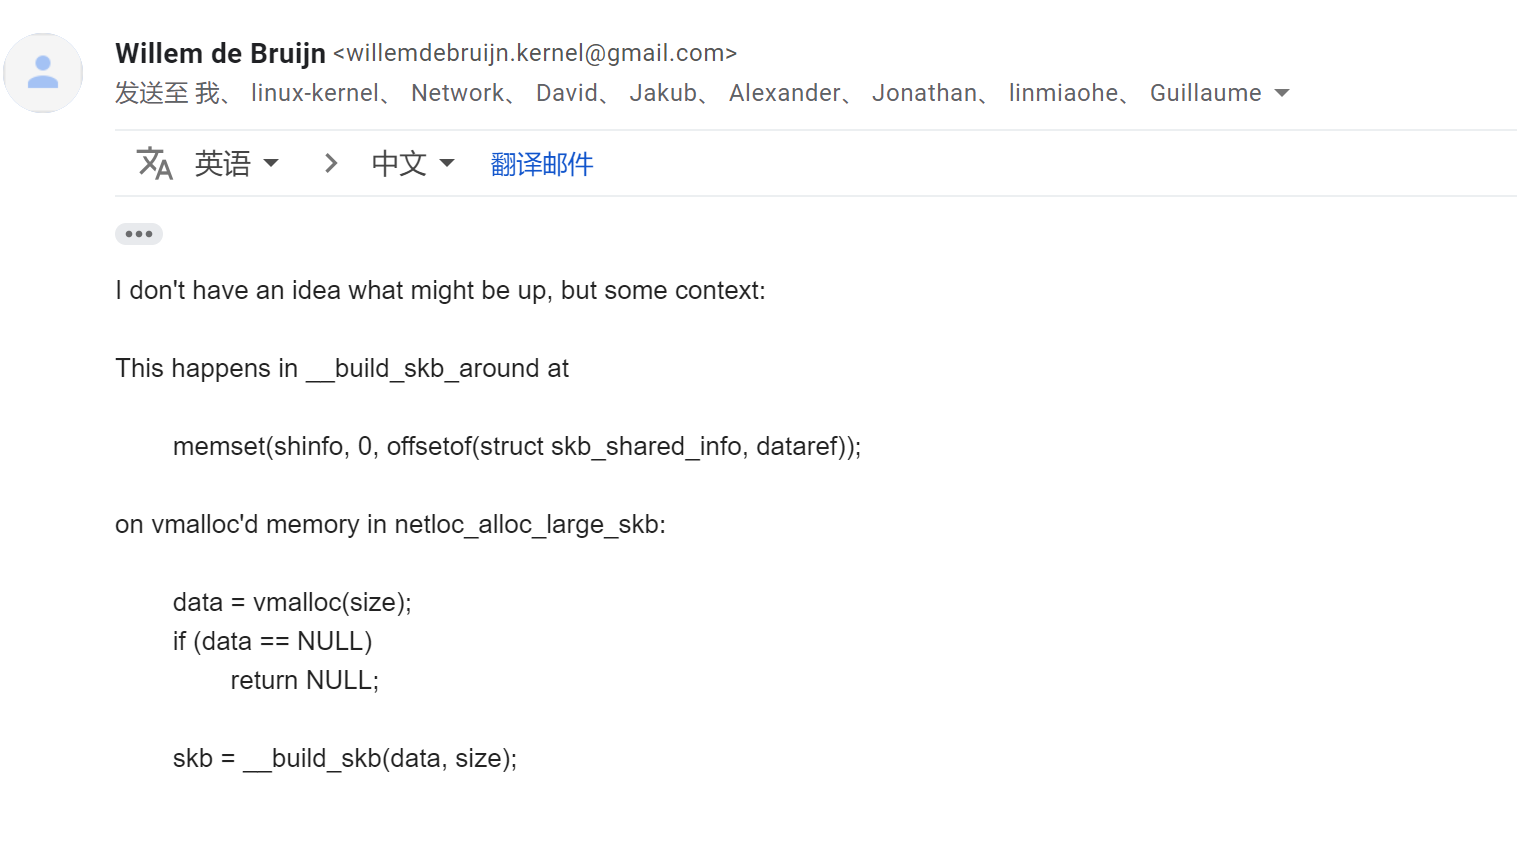 Willem de Bruijn <willemdebruijn.kernel@gmail.com>
发送至 我、 linux-kernel、 Network、 David、 Jakub、 Alexander、 Jonathan、 linmiaohe、 Guillaume
英语 中文 翻译邮件
I don't have an idea what might be up, but some context:
This happens in __build_skb_around at
memset(shinfo, 0, offsetof(struct skb_shared_info, dataref));
on vmalloc'd memory in netloc_alloc_large_skb:
data = vmalloc(size);
if (data == NULL)
return NULL;
skb = __build_skb(data, size);